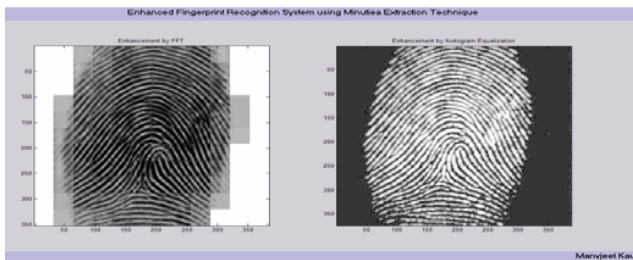 Enhanced Fingerprint Recognition System using Minutiea Extraction Technique
Enhancement by FFT
Enhancement by histogram Equalization
50
100
150
200
250
300
350
50 100 150 200 250 300 350
50
100
150
200
250
300
350
50 100 150 200 250 300 350
Manvjeet Kau